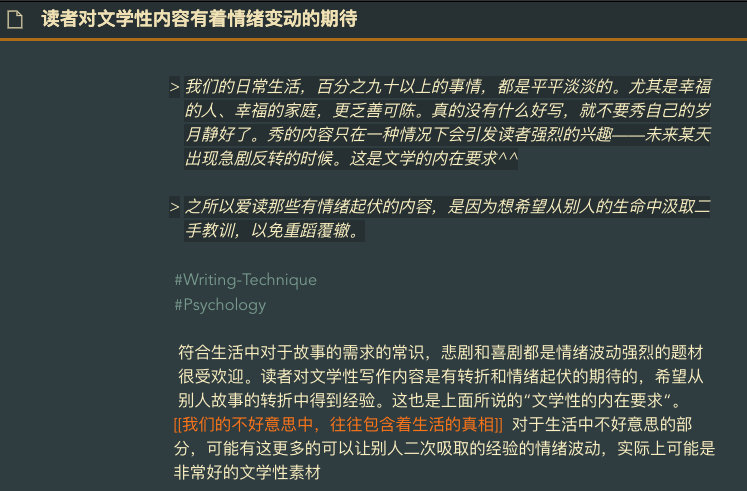 读者对文学性内容有着情绪变动的期待
> 我们的日常生活，百分之九十以上的事情，都是平平淡淡的。尤其是幸福
的人、幸福的家庭，更乏善可陈。真的没有什么好写，就不要秀自己的岁
月静好了。秀的内容只在一种情况下会引发读者强烈的兴趣——未来某天
出现急剧反转的时候。这是文学的内在要求^^
> 之所以爱读那些有情绪起伏的内容，是因为想希望从别人的生命中汲取二
手教训，以免重蹈覆辙。
#Writing-Technique
#Psychology
符合生活中对于故事的需求的常识，悲剧和喜剧都是情绪波动强烈的题材
很受欢迎。读者对文学性写作内容是有转折和情绪起伏的期待的，希望从
别人故事的转折中得到经验。这也是上面所说的“文学性的内在要求”。
[[我们的不好意思中，往往包含着生活的真相]] 对于生活中不好意思的部
分，可能有这更多的可以让别人二次吸取的经验的情绪波动，实际上可能是
非常好的文学性素材